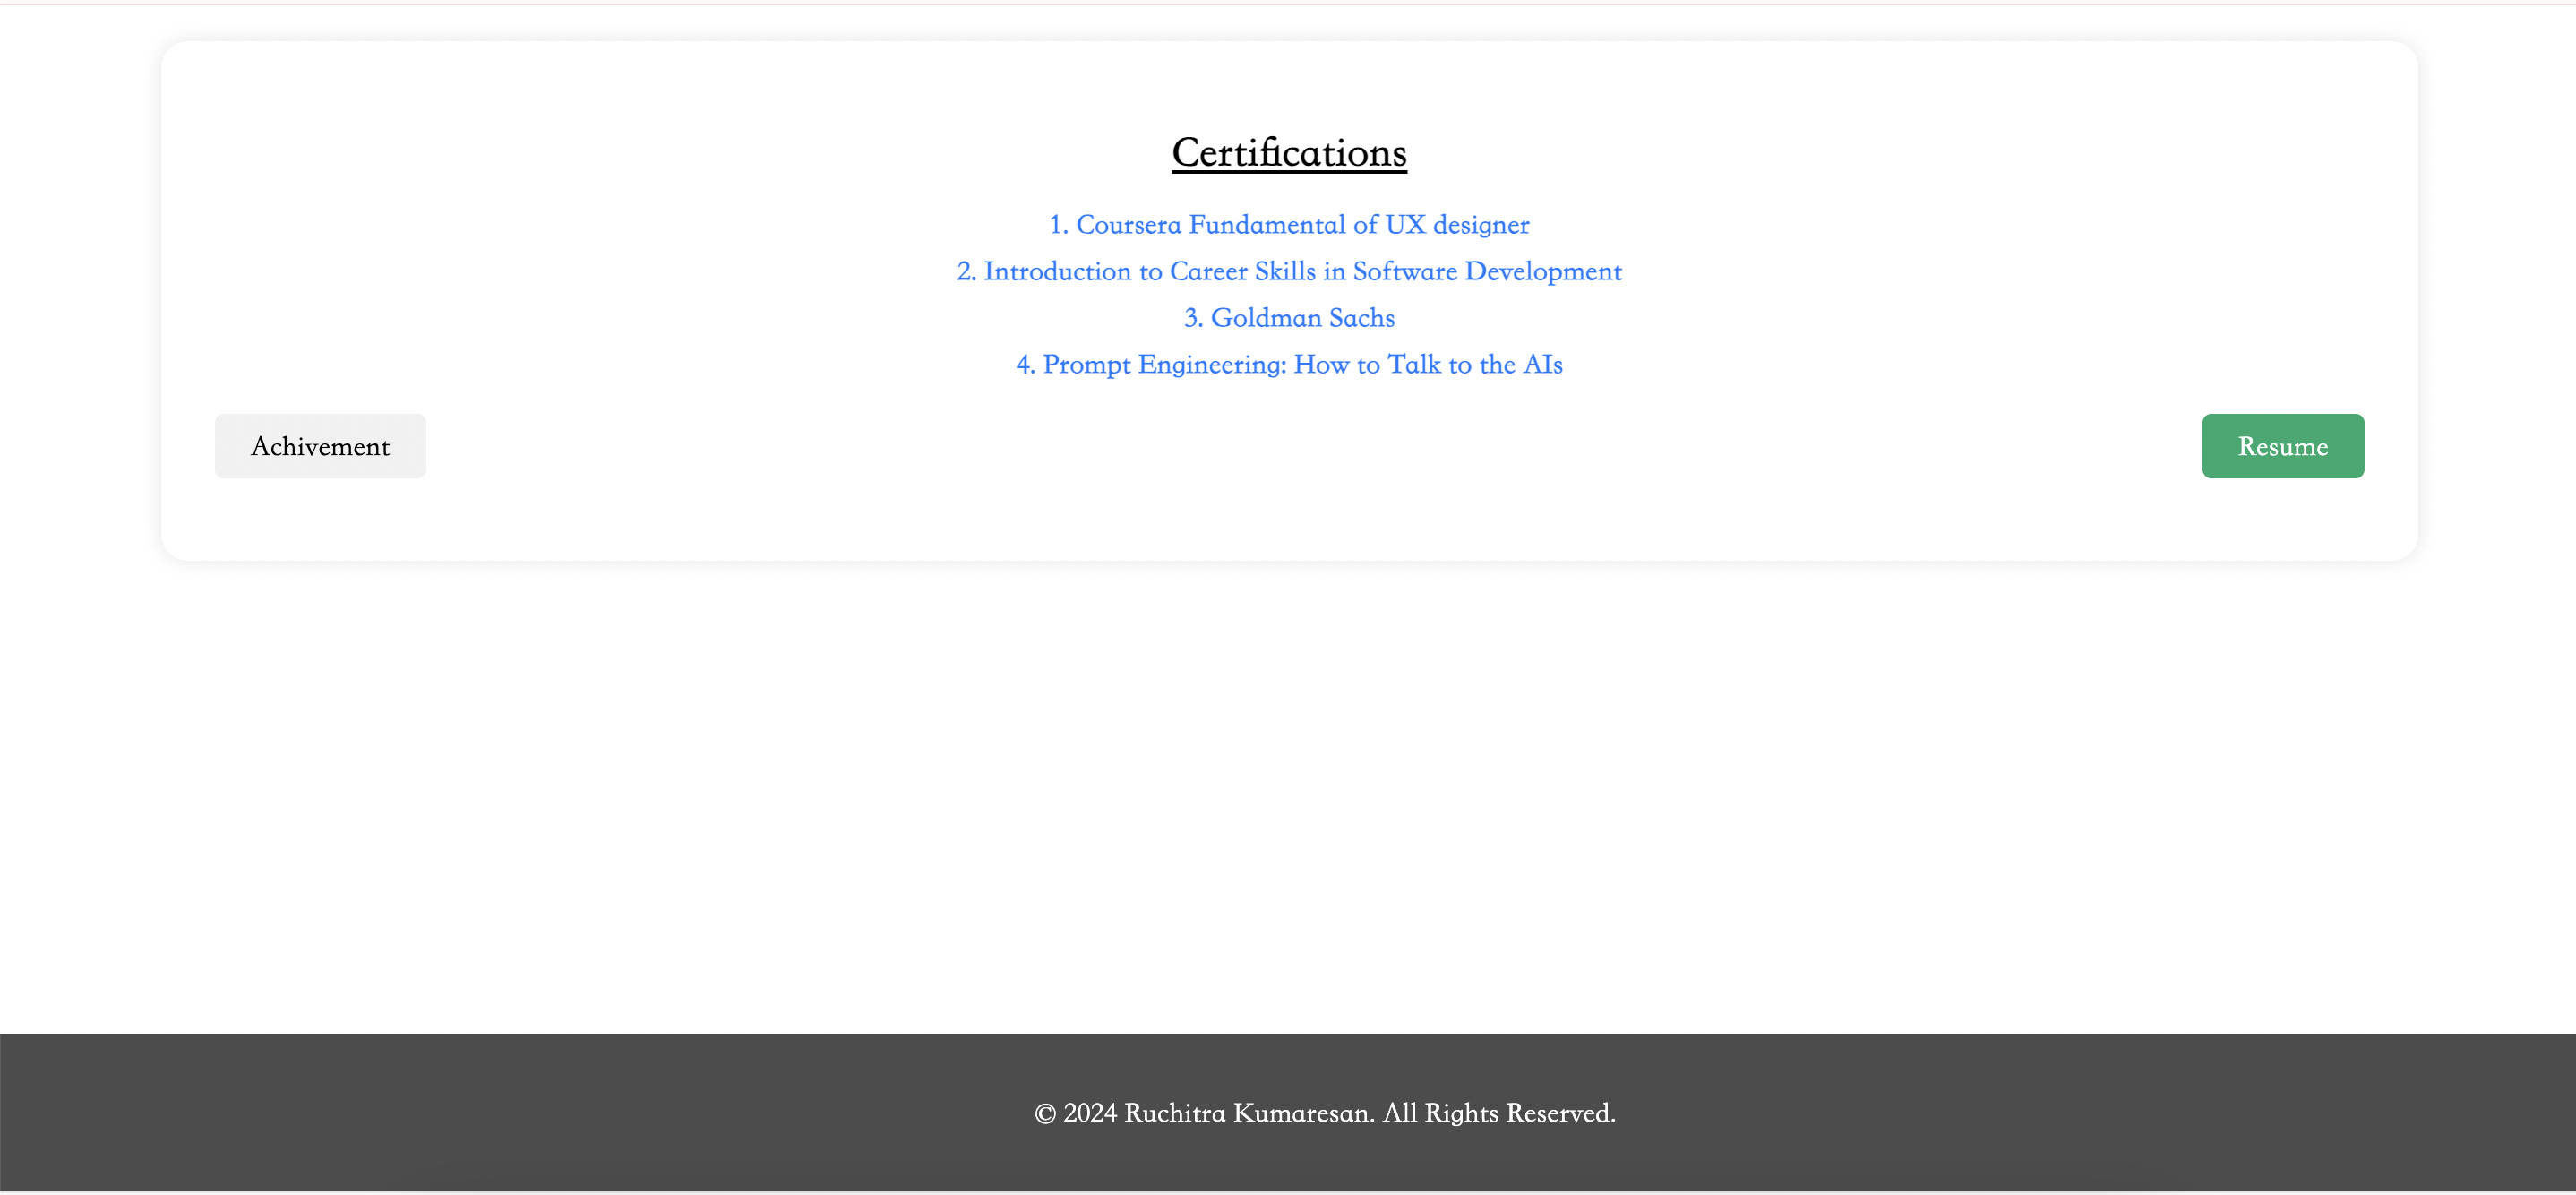 Certifications
1. Coursera Fundamental of UX designer
2. Introduction to Career Skills in Software Development
3. Goldman Sachs
4. Prompt Engineering: How to Talk to the AIs
Achivement
Resume
© 2024 Ruchitra Kumaresan. All Rights Reserved.